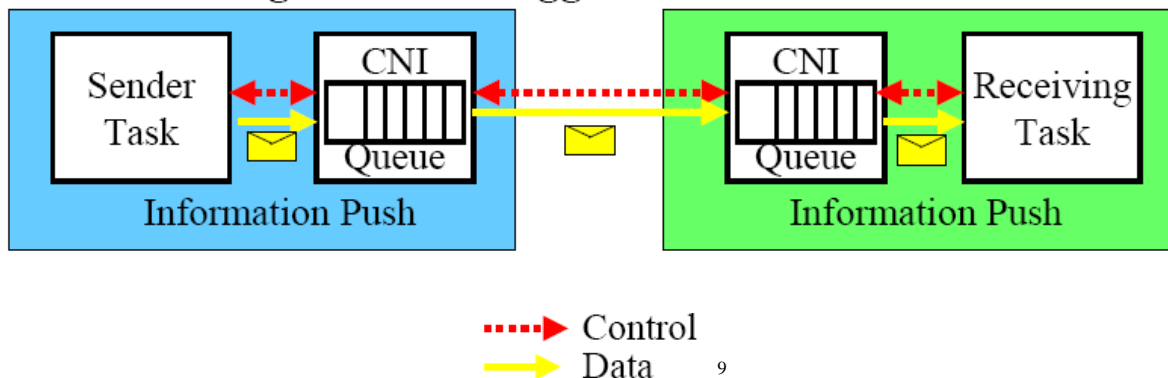 Sender
Task
CNI
Queue
Information Push
CNI
Queue
Receiving
Task
Information Push
Control
Data
9